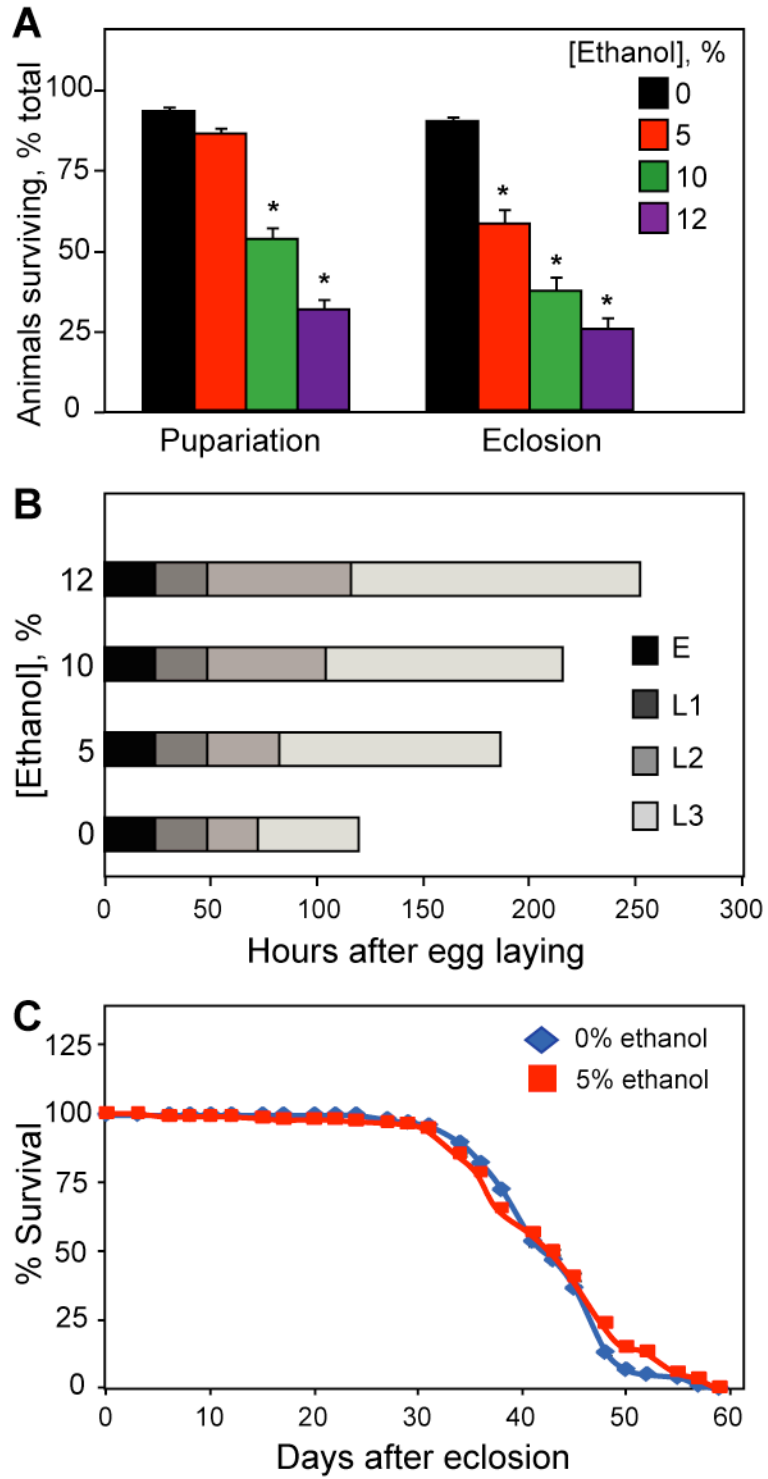 A
Animals surviving, % total
100
75
50
25
0
[Ethanol], %
0
5
10
12
* * * * *
Pupariation Eclosion
B
[Ethanol], %
12
10
5
0
E
L1
L2
L3
0 50 100 150 200 250 300
Hours after egg laying
C
% Survival
125
100
75
50
25
0
0% ethanol
5% ethanol
0 10 20 30 40 50 60
Days after eclosion